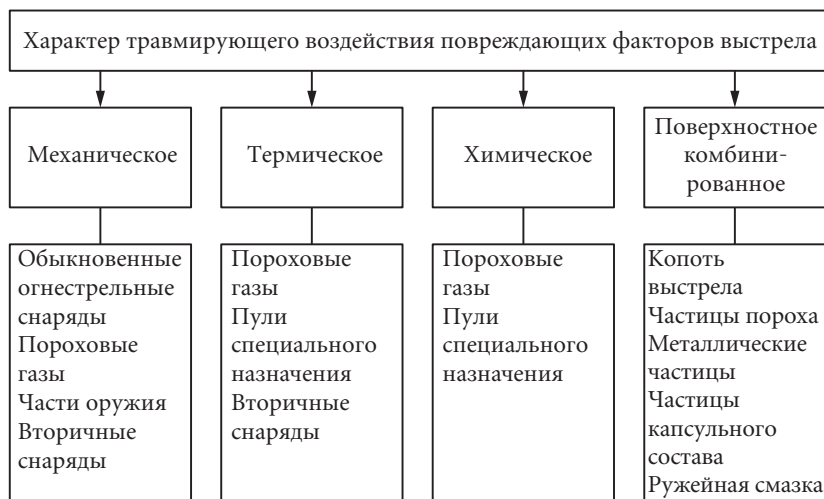 Характер травмирующего воздействия повреждающих факторов выстрела
Механическое
Термическое
Химическое
Поверхностное
комбини-
рованное
Обыкновенные
огнестрельные
снаряды
Пороховые
газы
Части оружия
Вторичные
снаряды
Пороховые
газы
Пули
специального
назначения
Вторичные
снаряды
Пороховые
газы
Пули
специального
назначения
Копоть
выстрела
Частицы пороха
Металлические
частицы
Частицы
капсульного
состава
Ружейная смазка